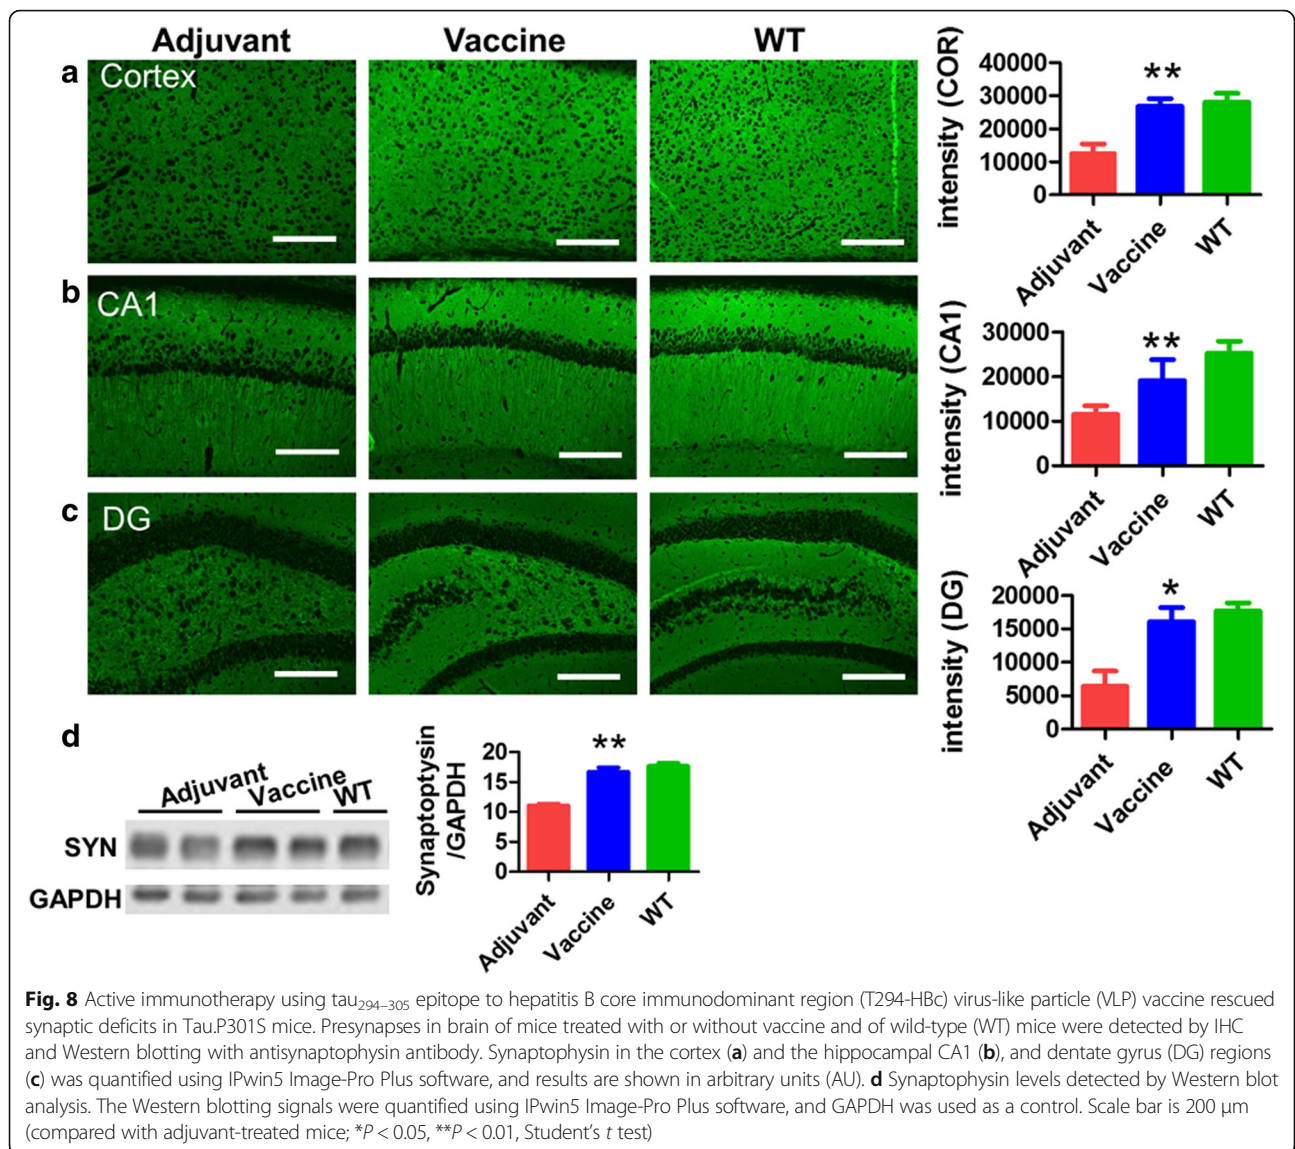 Adjuvant Vaccine WT
a Cortex
b CA1
c DG
intensity (COR)
40000
30000
20000
10000
0
**
Adjuvant
Vaccine
WT
intensity (CA1)
30000
20000
10000
0
**
Adjuvant
Vaccine
WT
intensity (DG)
20000
15000
10000
5000
0
*
Adjuvant
Vaccine
WT
d
Adjuvant Vaccine WT
SYN
GAPDH
Synaptoptysin
/GAPDH
20
15
10
5
0
**
Adjuvant
Vaccine
WT
Fig. 8 Active immunotherapy using tau294–305 epitope to hepatitis B core immunodominant region (T294-HBc) virus-like particle (VLP) vaccine rescued
synaptic deficits in Tau.P301S mice. Presynapses in brain of mice treated with or without vaccine and of wild-type (WT) mice were detected by IHC
and Western blotting with antisynaptophysin antibody. Synaptophysin in the cortex (a) and the hippocampal CA1 (b), and dentate gyrus (DG) regions
(c) was quantified using IPwin5 Image-Pro Plus software, and results are shown in arbitrary units (AU). d Synaptophysin levels detected by Western blot
analysis. The Western blotting signals were quantified using IPwin5 Image-Pro Plus software, and GAPDH was used as a control. Scale bar is 200 μm
(compared with adjuvant-treated mice; *P < 0.05, **P < 0.01, Student's t test)